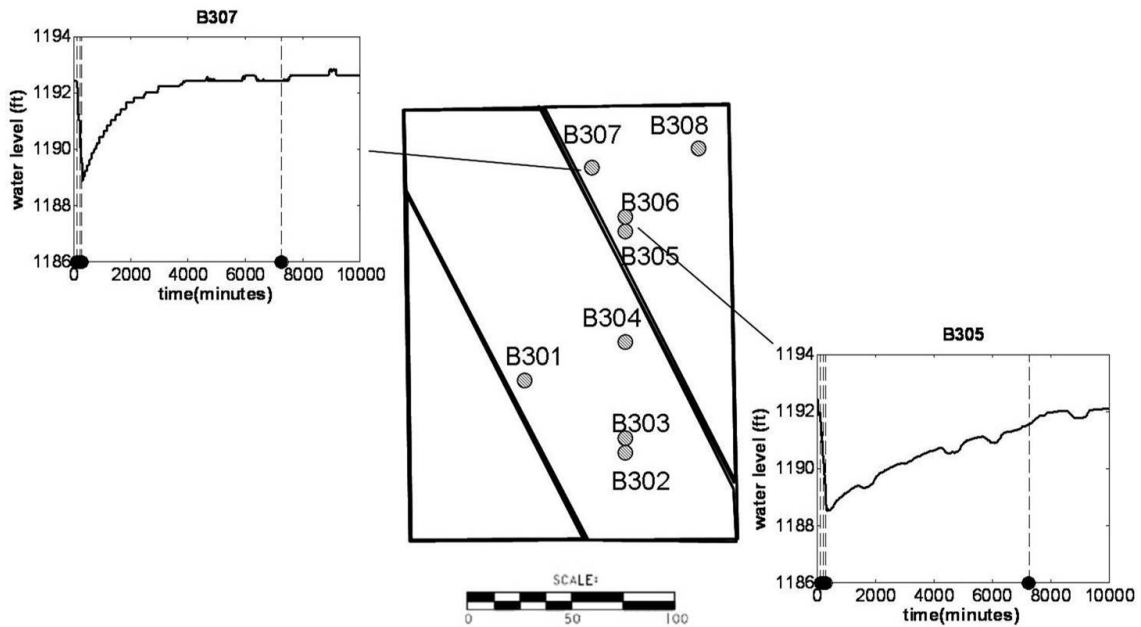 B307
1194
1192
1190
1188
1186
water level (ft)
0 2000 4000 6000 8000 10000
time(minutes)
B307
B308
B306
B305
B304
B301
B303
B302
SCALE:
0 50 100
B305
1194
1192
1190
1188
1186
water level (ft)
0 2000 4000 6000 8000 10000
time(minutes)